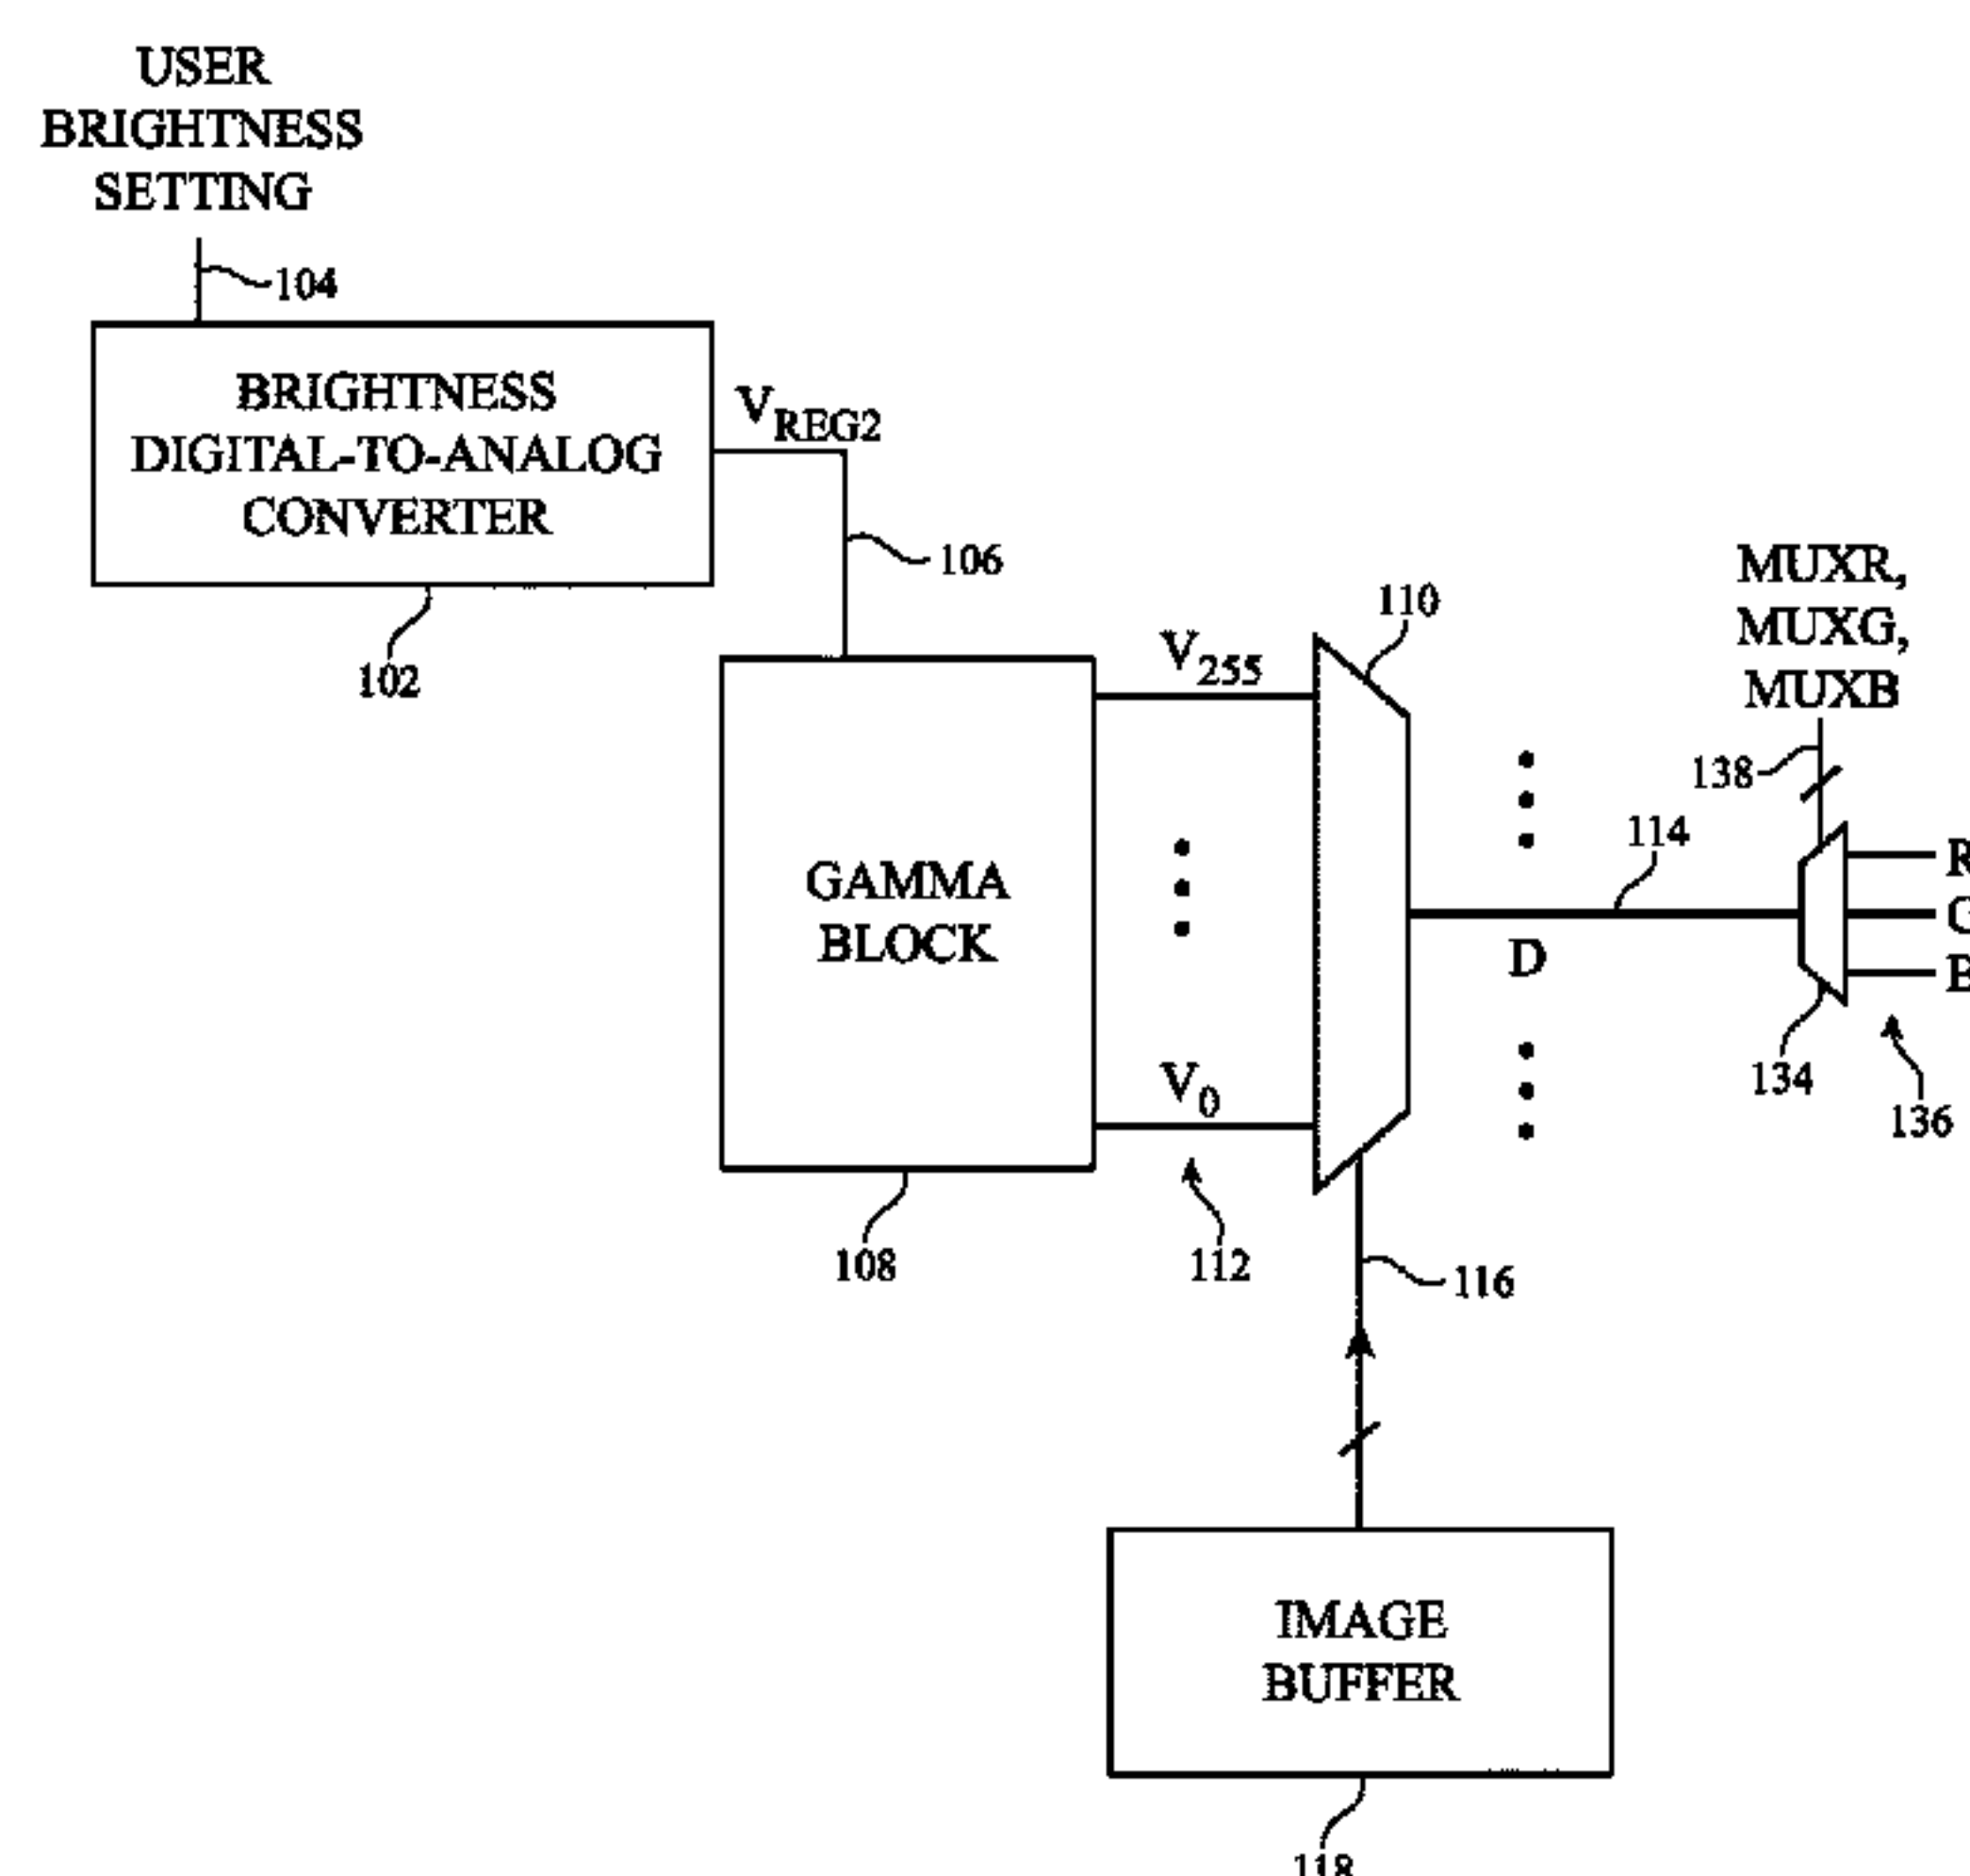 USER
BRIGHTNESS
SETTING
104
BRIGHTNESS
DIGITAL-TO-ANALOG
CONVERTER
VREG2
106
102
110
MUXR,
MUXG,
MUXB
V255
138
114
R
GAMMA
BLOCK
G
D
B
V0
134
136
108
112
116
IMAGE
BUFFER
118